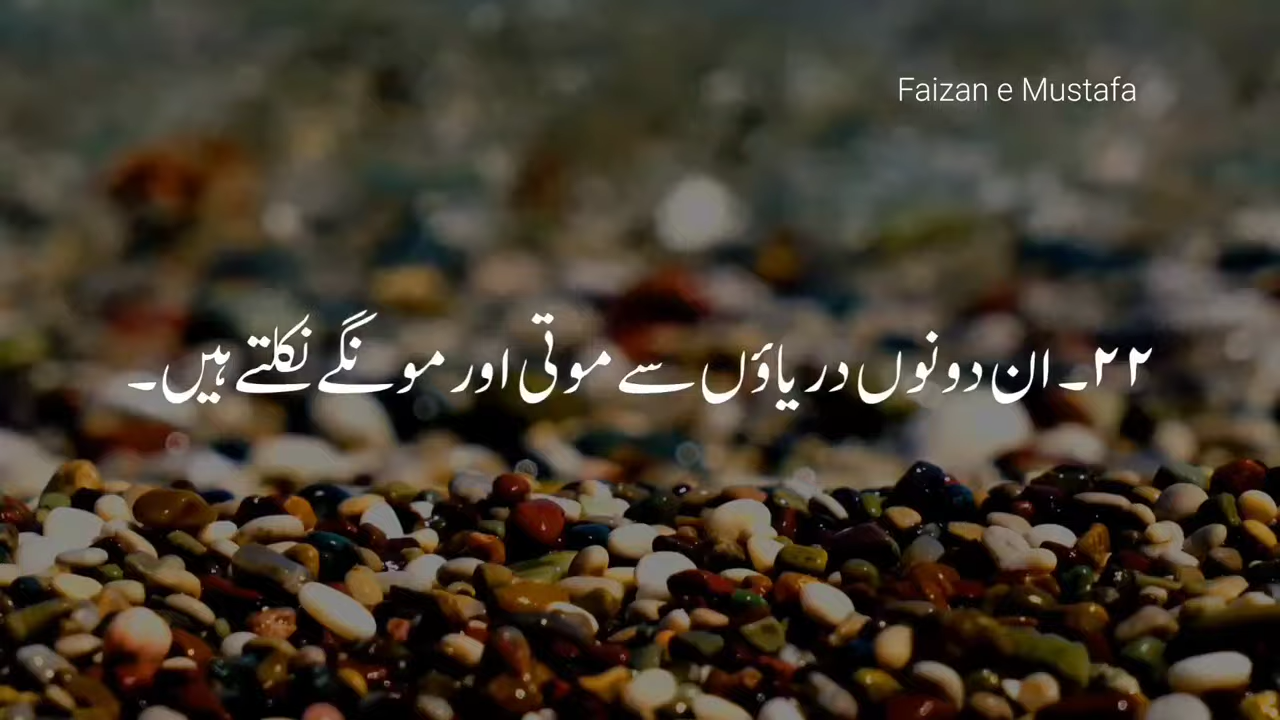 Faizan e Mustafa
۲۲۔ ان دونوں دریاؤں سے موتی اور مونگے نکلتے ہیں۔